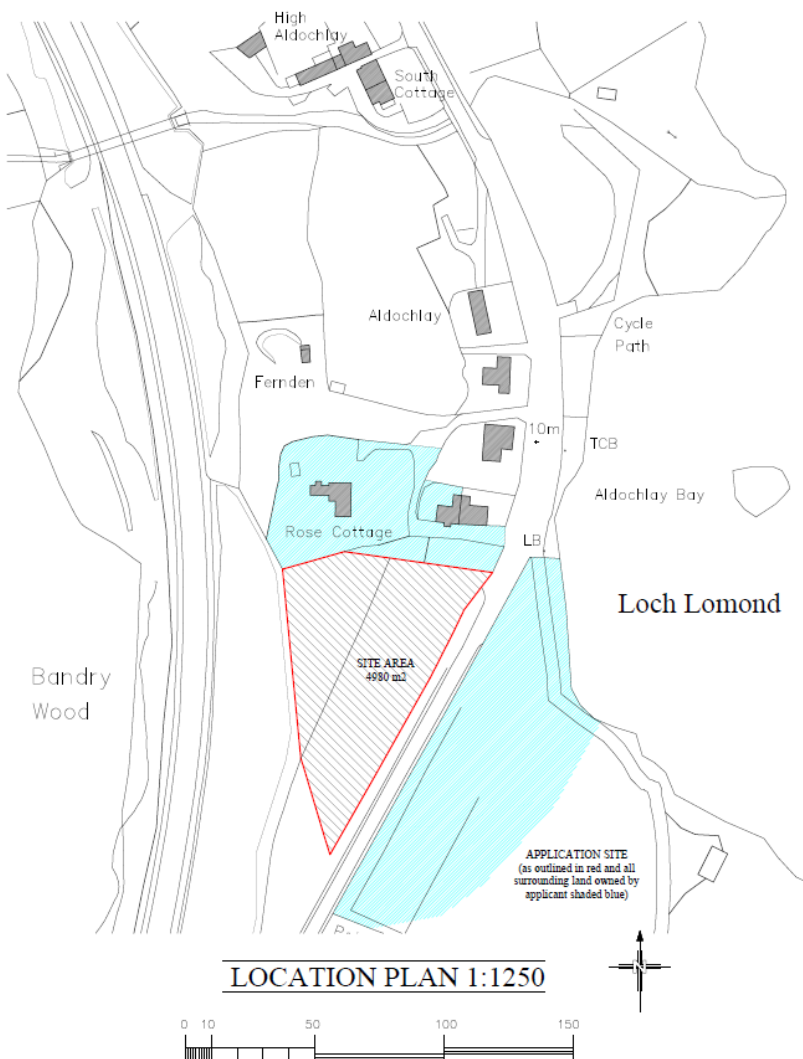 High
Aldochlay
South
Cottage
Aldochlay
Cycle
Path
Fernden
10m
TCB
Aldochlay Bay
Rose Cottage
LB
Loch Lomond
SITE AREA
4980 m2
Bandry
Wood
APPLICATION SITE
(as outlined in red and all
surrounding land owned by
applicant shaded blue)
LOCATION PLAN 1:1250
N
0 10 50 100 150